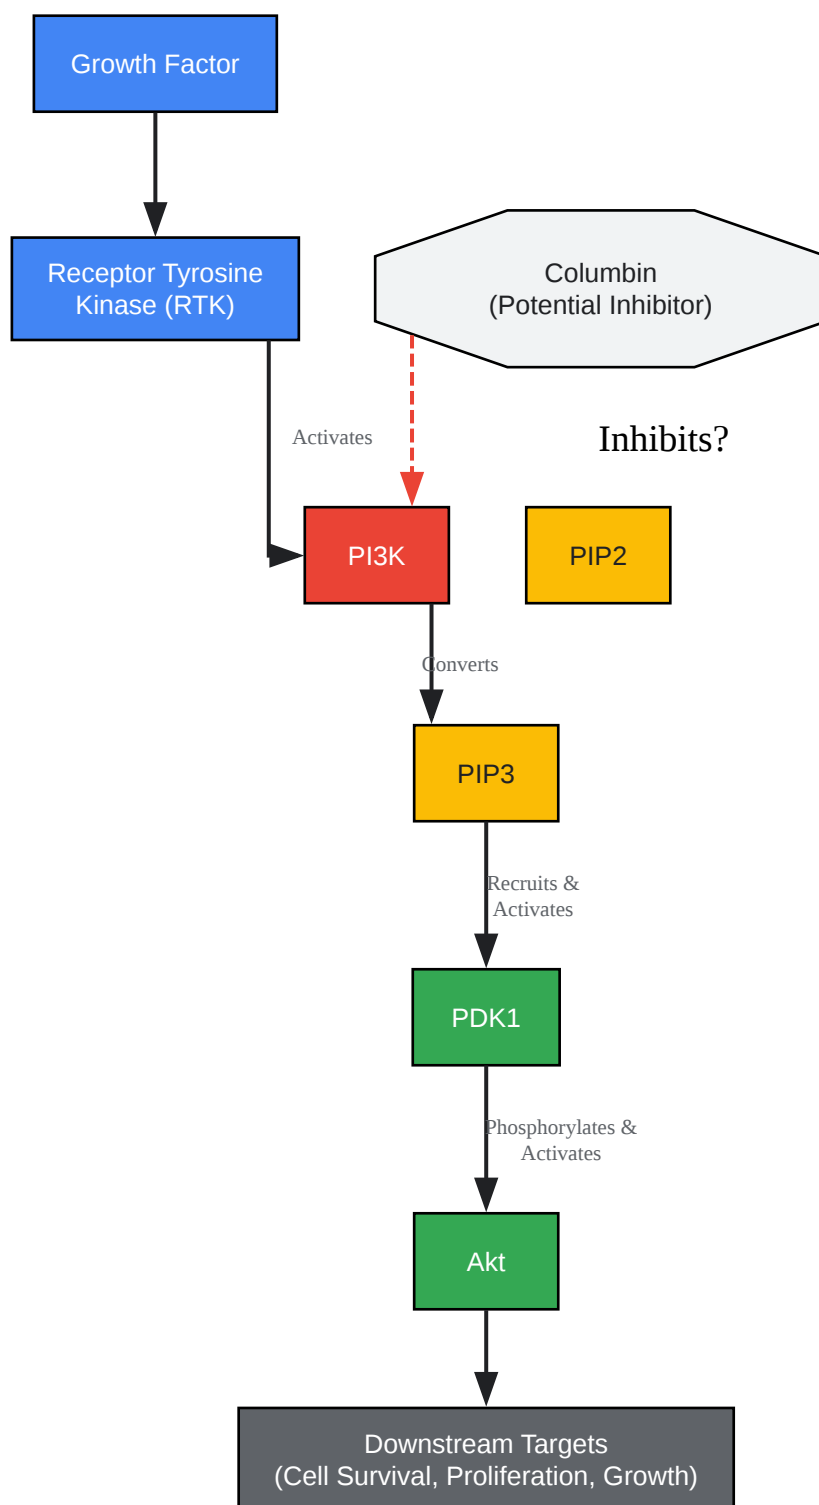 Growth Factor
Receptor Tyrosine
Kinase (RTK)
Columbin
(Potential Inhibitor)
Activates
Inhibits?
PI3K
PIP2
Converts
PIP3
Recruits &
Activates
PDK1
Phosphorylates &
Activates
Akt
Downstream Targets
(Cell Survival, Proliferation, Growth)